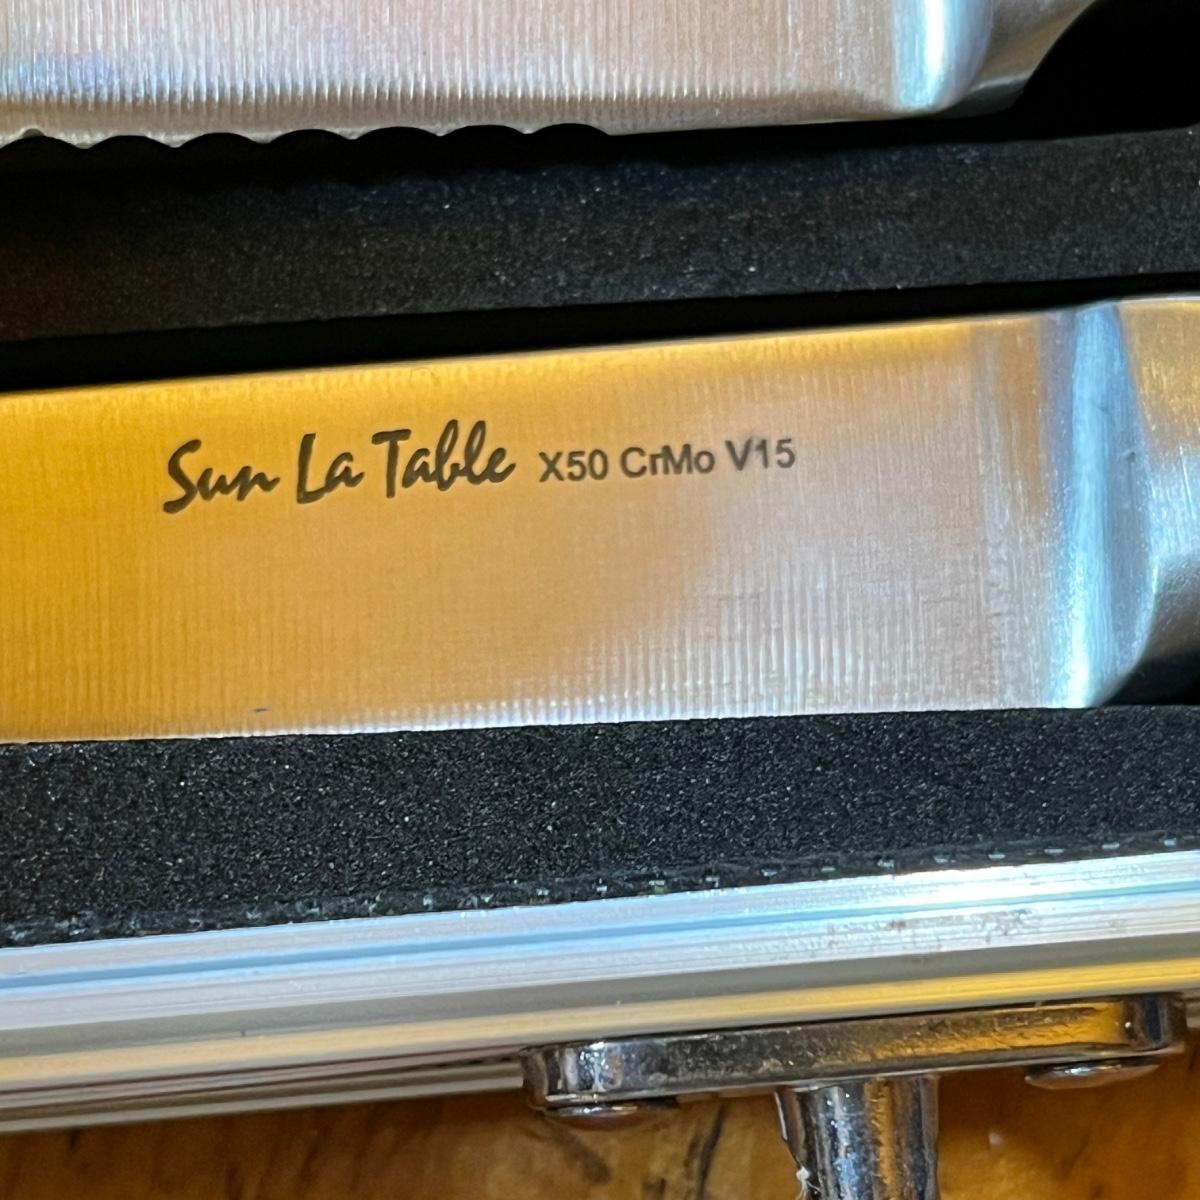 Sun La Table X50 CrMo V15